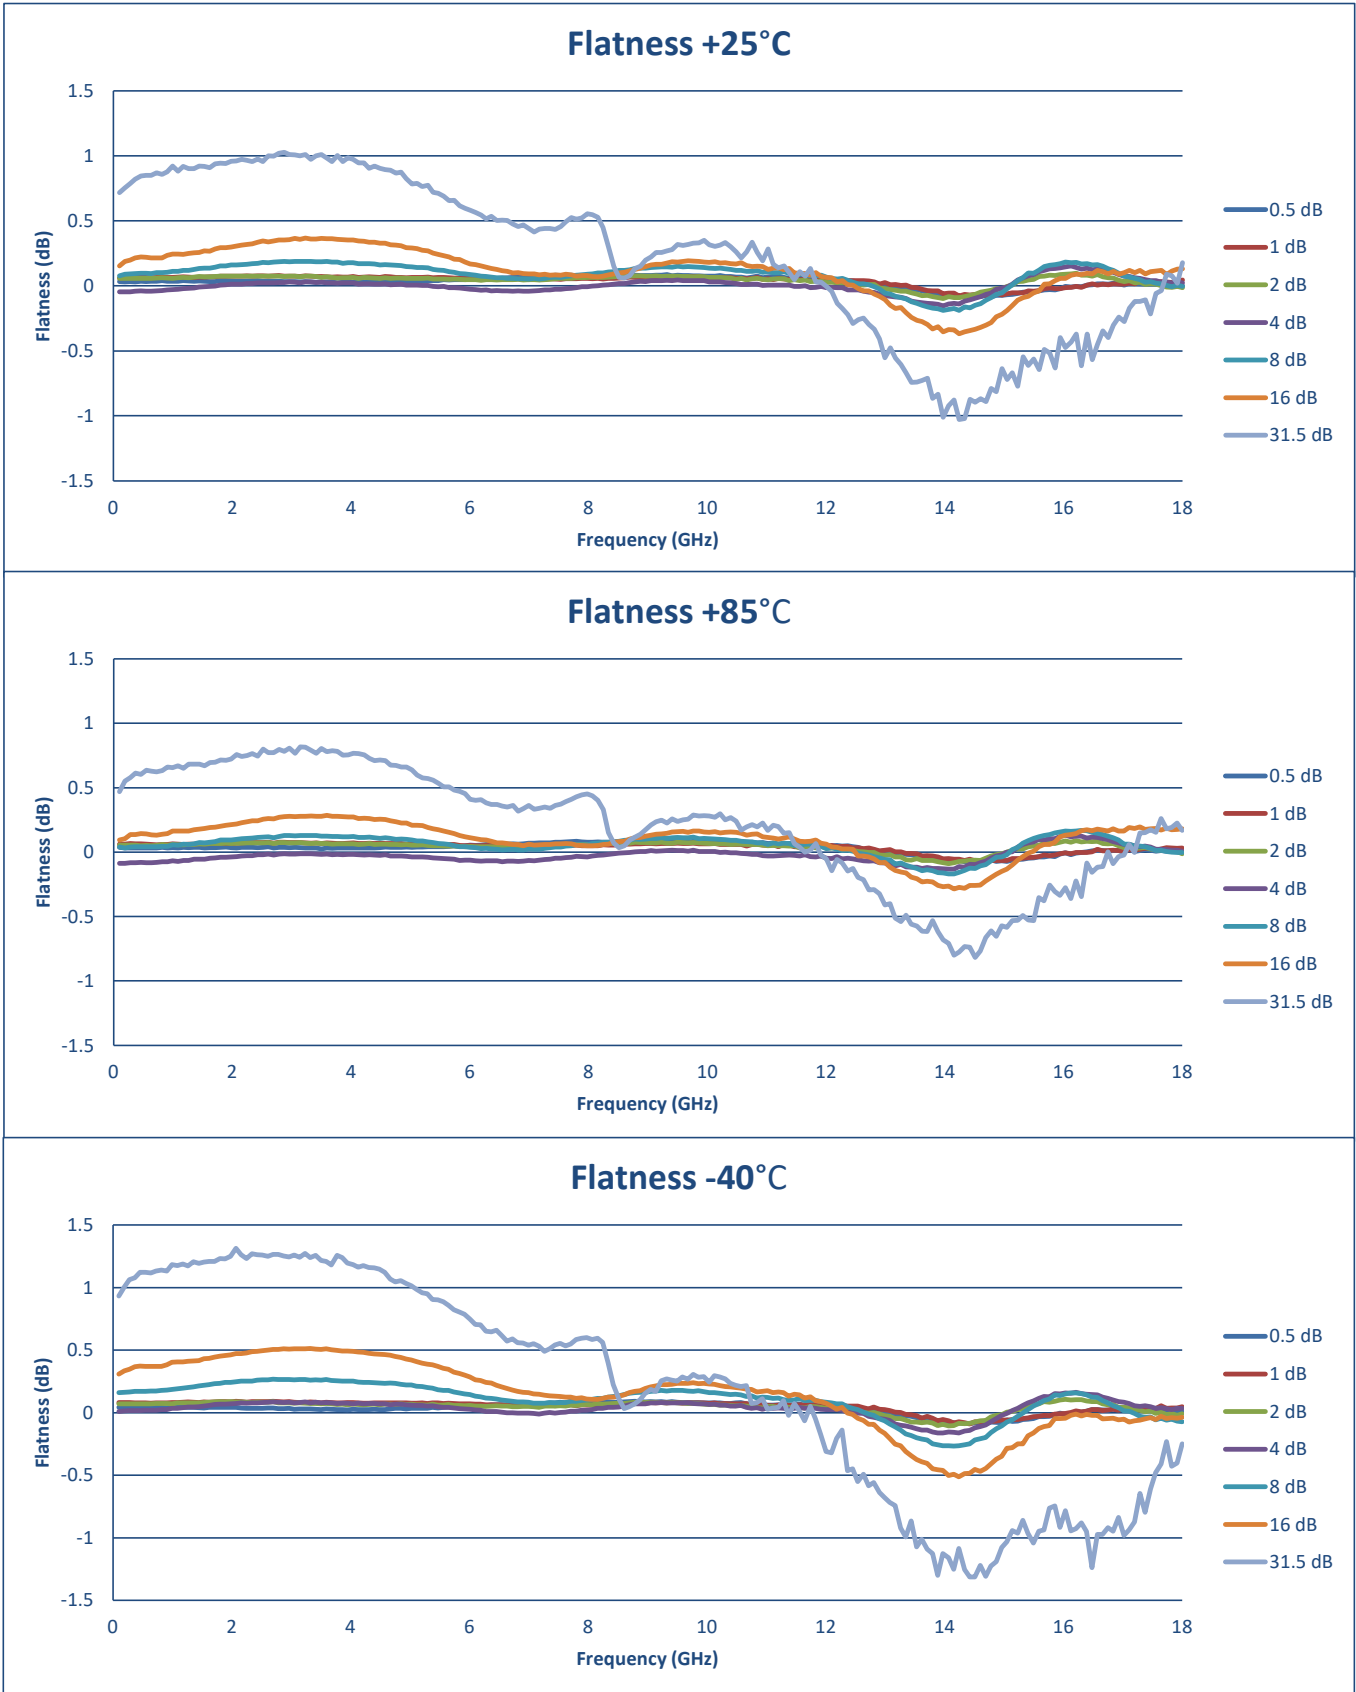 Flatness +25°C
Flatness (dB)
1.5
1
0.5
0
-0.5
-1
-1.5
0 2 4 6 8 10 12 14 16 18
Frequency (GHz)
0.5 dB
1 dB
2 dB
4 dB
8 dB
16 dB
31.5 dB
Flatness +85°C
Flatness (dB)
1.5
1
0.5
0
-0.5
-1
-1.5
0 2 4 6 8 10 12 14 16 18
Frequency (GHz)
0.5 dB
1 dB
2 dB
4 dB
8 dB
16 dB
31.5 dB
Flatness -40°C
Flatness (dB)
1.5
1
0.5
0
-0.5
-1
-1.5
0 2 4 6 8 10 12 14 16 18
Frequency (GHz)
0.5 dB
1 dB
2 dB
4 dB
8 dB
16 dB
31.5 dB